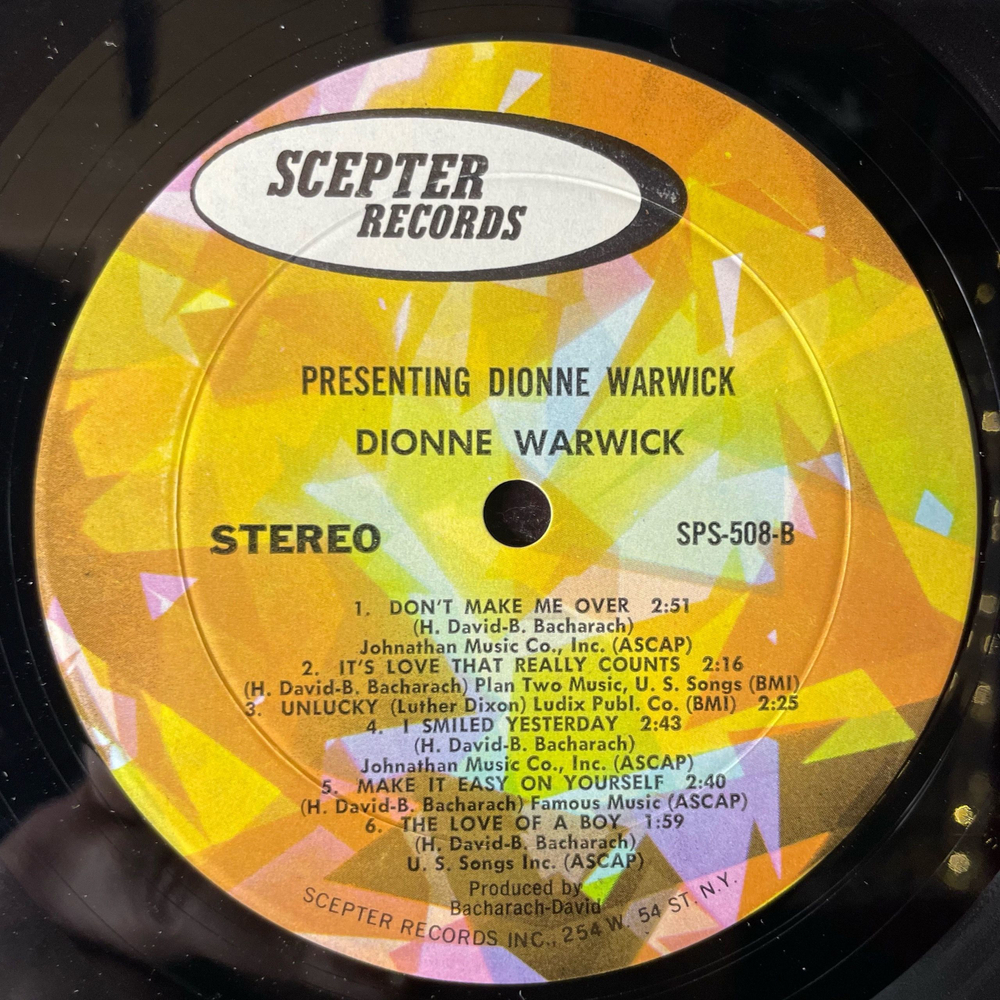 SCEPTER
RECORDS
PRESENTING DIONNE WARWICK
DIONNE WARWICK
STEREO SPS-508-B
1. DON'T MAKE ME OVER 2:51
(H. David-B. Bacharach)
Johnathan Music Co., Inc. (ASCAP)
2. IT'S LOVE THAT REALLY COUNTS 2:16
(H. David-B. Bacharach) Plan Two Music, U. S. Songs (BMI)
3. UNLUCKY (Luther Dixon) Ludix Publ. Co. (BMI) 2:25
4. I SMILED YESTERDAY 2:43
(H. David-B. Bacharach)
Johnathan Music Co., Inc. (ASCAP)
5. MAKE IT EASY ON YOURSELF 2:40
(H. David-B. Bacharach) Famous Music (ASCAP)
6. THE LOVE OF A BOY 1:59
(H. David-B. Bacharach)
U. S. Songs Inc. (ASCAP)
Produced by
Bacharach-David
SCEPTER RECORDS INC., 254 W. 54 ST. N.Y.